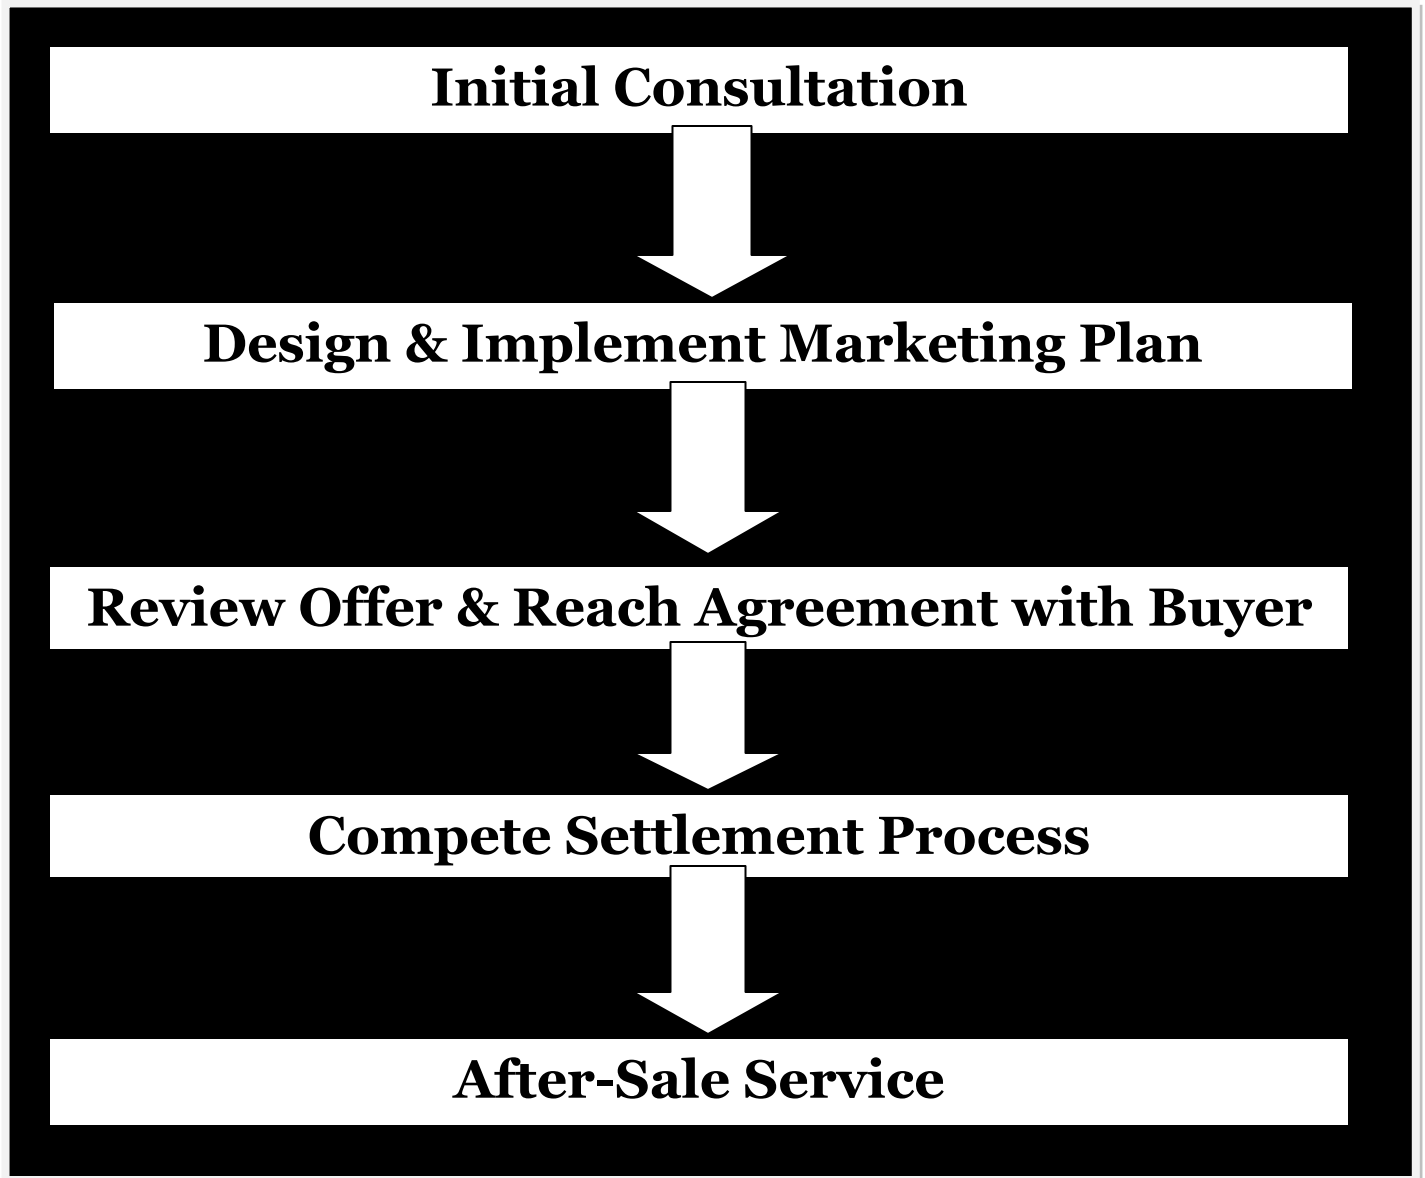 Initial Consultation
Design & Implement Marketing Plan
Review Offer & Reach Agreement with Buyer
Compete Settlement Process
After-Sale Service